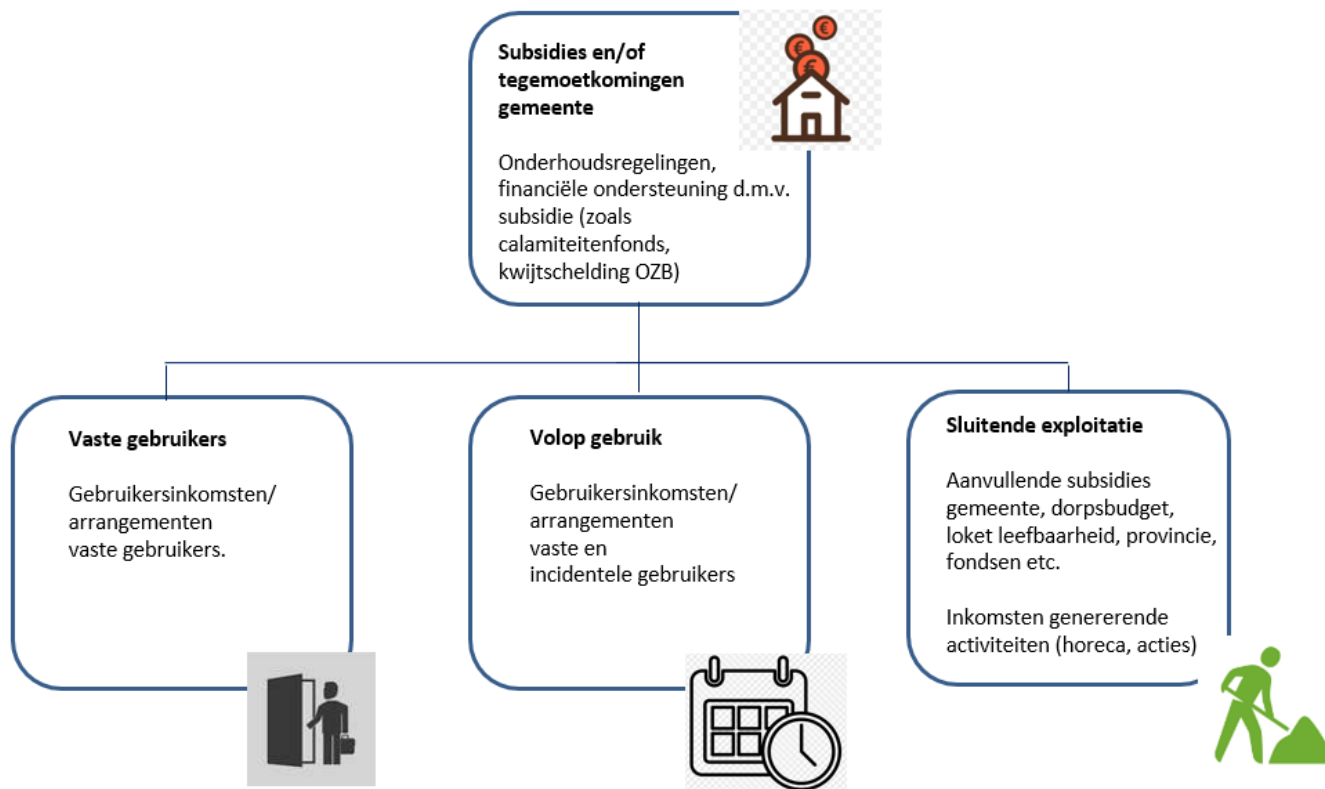 Subsidies en/of
tegemoetkomingen
gemeente
Onderhoudsregelingen,
financiële ondersteuning d.m.v.
subsidie (zoals
calamiteitenfonds,
kwijtschelding OZB)
Vaste gebruikers
Gebruikersinkomsten/
arrangementen
vaste gebruikers.
Volop gebruik
Gebruikersinkomsten/
arrangementen
vaste en
incidentele gebruikers
Sluitende exploitatie
Aanvullende subsidies
gemeente, dorpsbudget,
loket leefbaarheid, provincie,
fondsen etc.
Inkomsten genererende
activiteiten (horeca, acties)